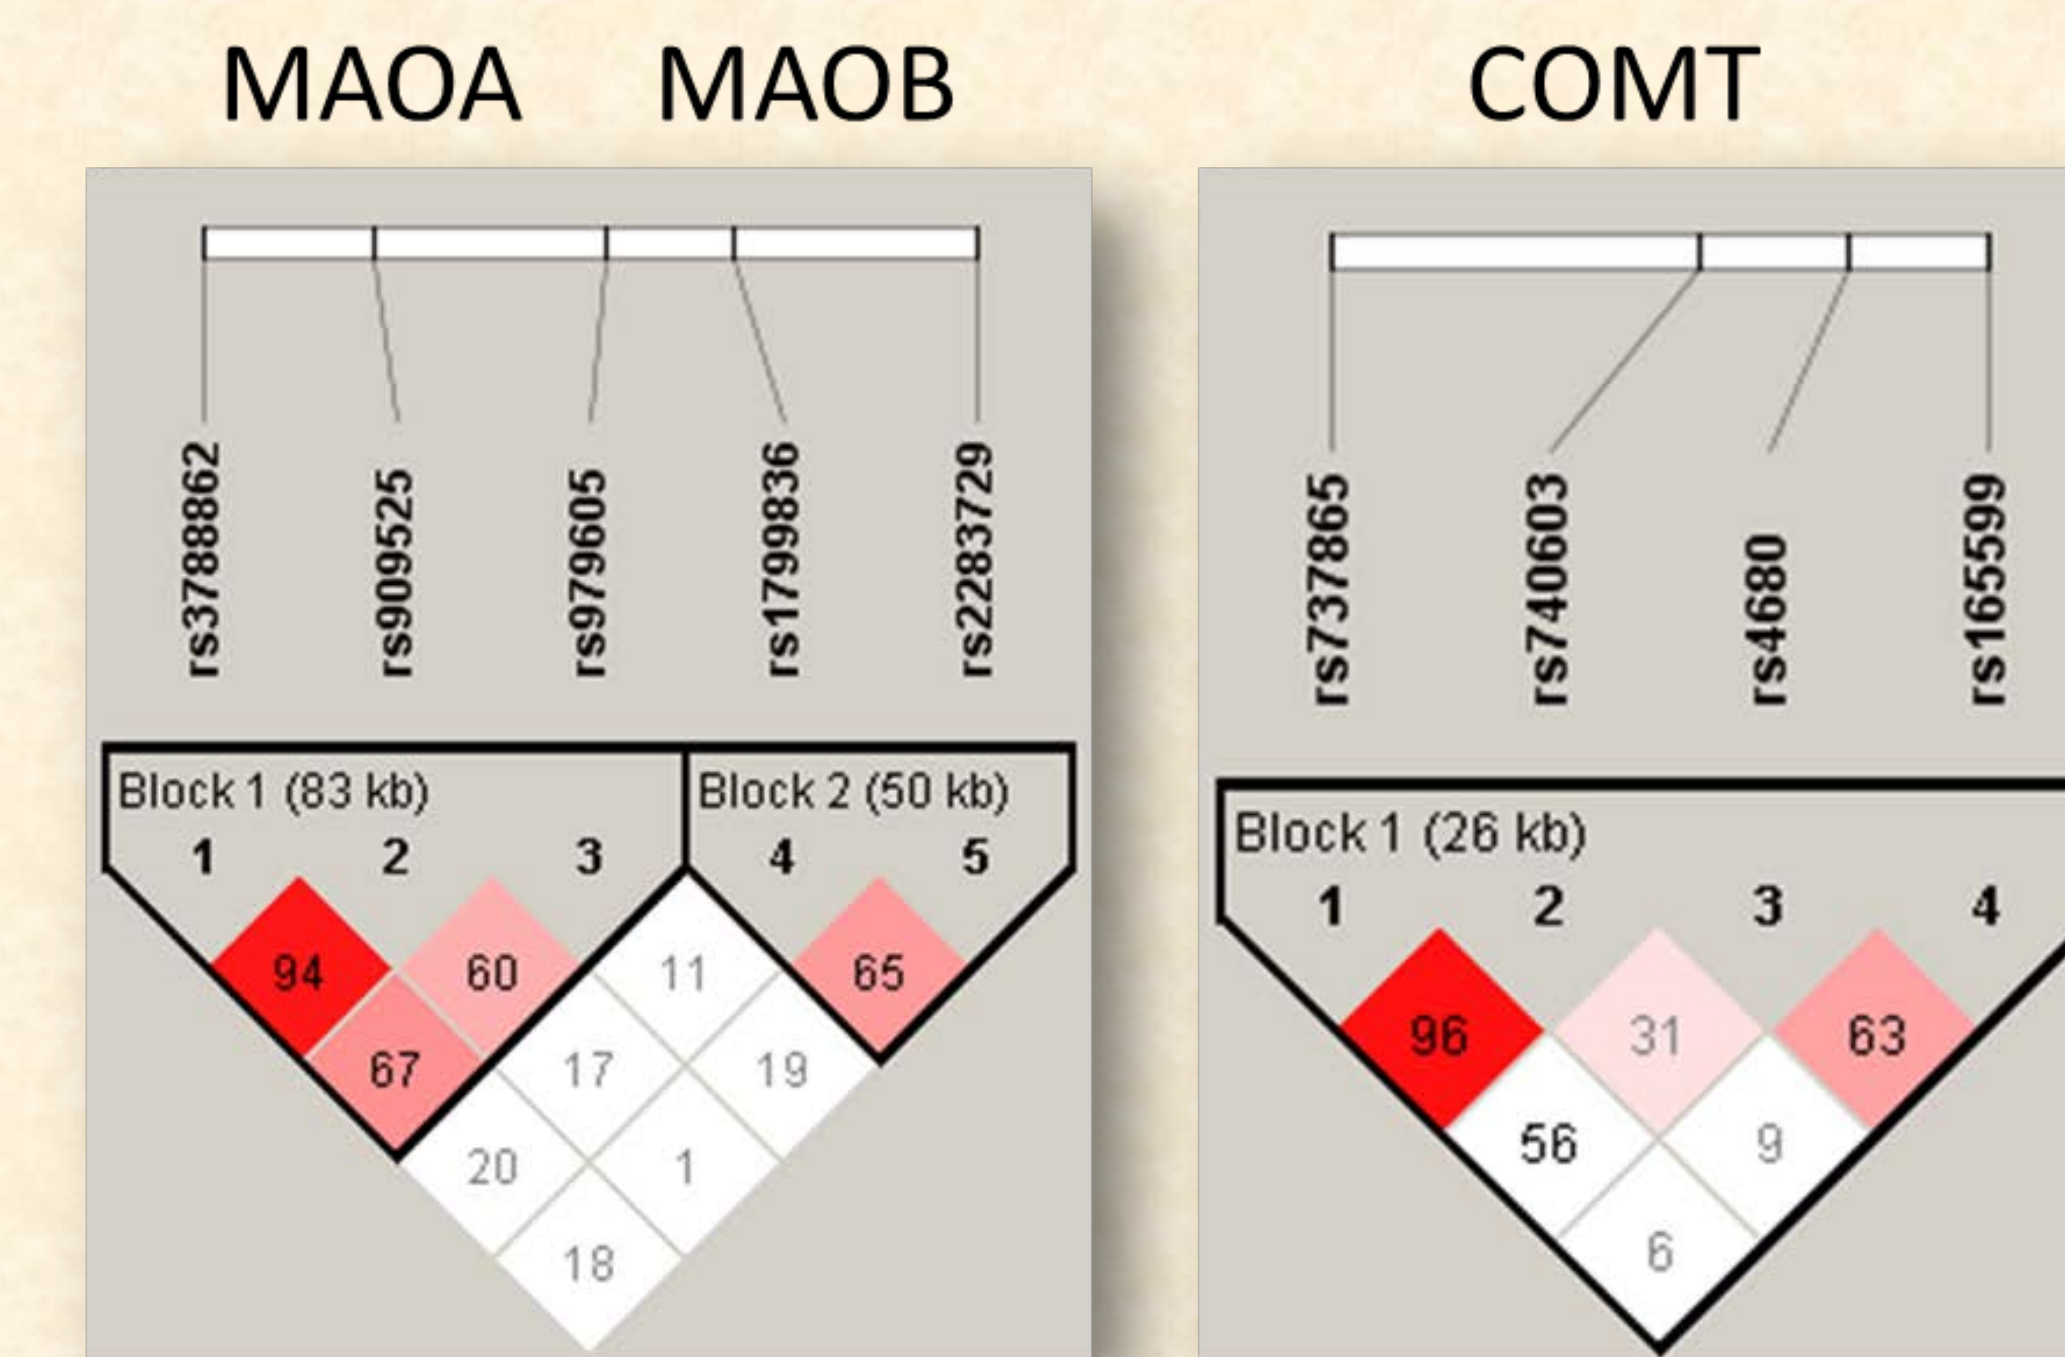 MAOA MAOB
rs3788862
rs909525
rs979605
rs1799836
rs2283729
Block 1 (83 kb) Block 2 (50 kb)
1 2 3 4 5
94 60 11 65
67 17 19
20 1
18
COMT
rs737865
rs740603
rs4680
rs165599
Block 1 (26 kb)
1 2 3 4
96 31 63
56 9
6